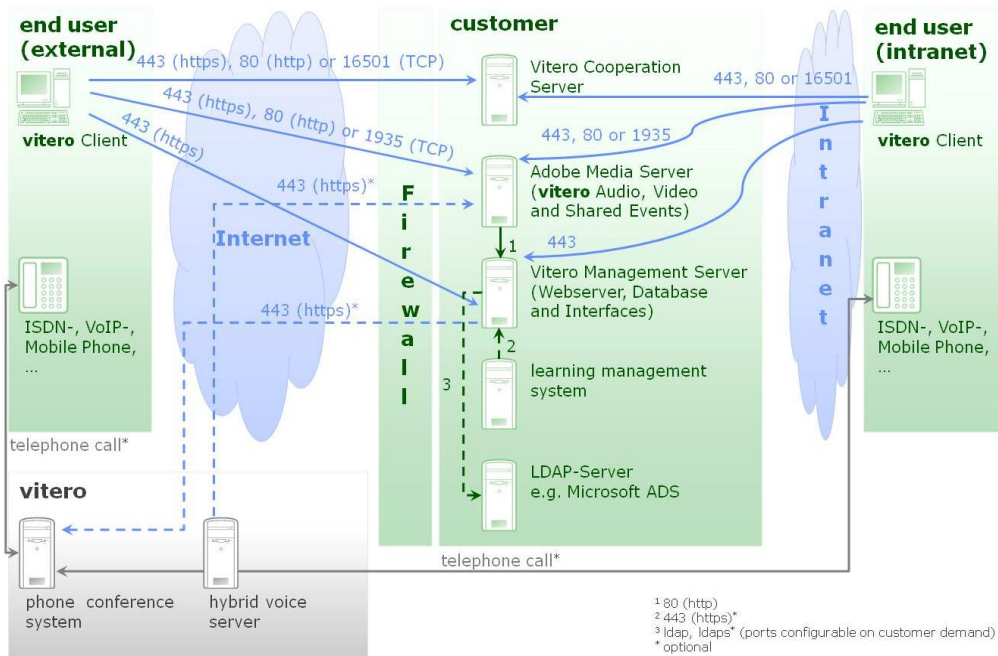 end user
(external)
vitero Client
ISDN-, VoIP-,
Mobile Phone,
...
telephone call*
443 (https), 80 (http) or 16501 (TCP)
443 (https), 80 (http) or 1935 (TCP)
443 (https)
443 (https)*
Internet
443 (https)*
Firewall
customer
Vitero Cooperation
Server
Adobe Media Server
(vitero Audio, Video
and Shared Events)
1
Vitero Management Server
(Webserver, Database
and Interfaces)
2
3
learning management
system
LDAP-Server
e.g. Microsoft ADS
443, 80 or 16501
443, 80 or 1935
443
Intranet
end user
(intranet)
vitero Client
ISDN-, VoIP-,
Mobile Phone,
...
telephone call*
vitero
phone conference
system
hybrid voice
server
1 80 (http)
2 443 (https)*
3 ldap, ldaps* (ports configurable on customer demand)
* optional